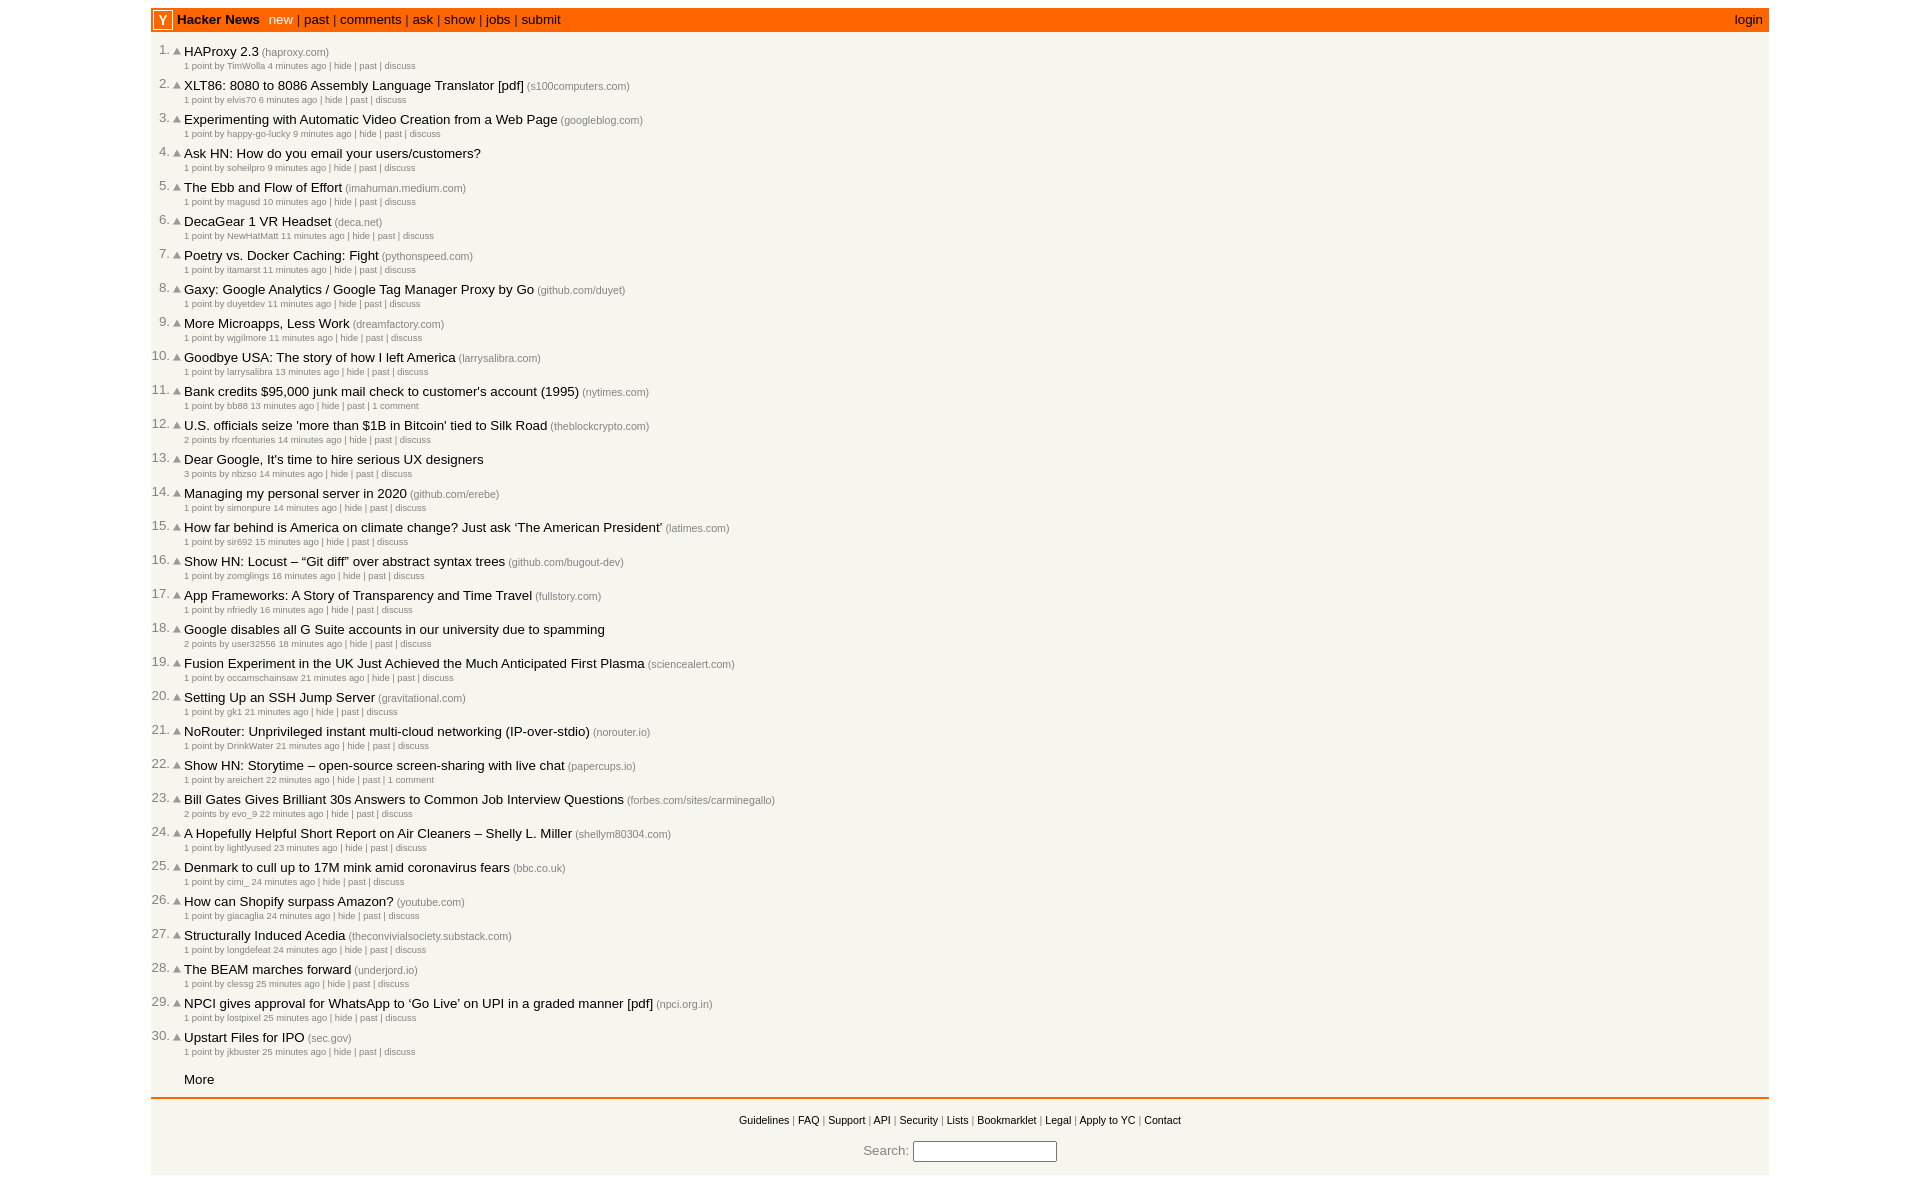 Y Hacker News new | past | comments | ask | show | jobs | submit login
1. HAProxy 2.3 (haproxy.com)
1 point by TimWolla 4 minutes ago | hide | past | discuss
2. XLT86: 8080 to 8086 Assembly Language Translator [pdf] (s100computers.com)
1 point by elvis70 6 minutes ago | hide | past | discuss
3. Experimenting with Automatic Video Creation from a Web Page (googleblog.com)
1 point by happy-go-lucky 9 minutes ago | hide | past | discuss
4. Ask HN: How do you email your users/customers?
1 point by soheilpro 9 minutes ago | hide | past | discuss
5. The Ebb and Flow of Effort (imahuman.medium.com)
1 point by magusd 10 minutes ago | hide | past | discuss
6. DecaGear 1 VR Headset (deca.net)
1 point by NewHatMatt 11 minutes ago | hide | past | discuss
7. Poetry vs. Docker Caching: Fight (pythonspeed.com)
1 point by itamarst 11 minutes ago | hide | past | discuss
8. Gaxy: Google Analytics / Google Tag Manager Proxy by Go (github.com/duyet)
1 point by duyetdev 11 minutes ago | hide | past | discuss
9. More Microapps, Less Work (dreamfactory.com)
1 point by wjgilmore 11 minutes ago | hide | past | discuss
10. Goodbye USA: The story of how I left America (larrysalibra.com)
1 point by larrysalibra 13 minutes ago | hide | past | discuss
11. Bank credits $95,000 junk mail check to customer's account (1995) (nytimes.com)
1 point by bb88 13 minutes ago | hide | past | 1 comment
12. U.S. officials seize 'more than $1B in Bitcoin' tied to Silk Road (theblockcrypto.com)
2 points by rfcenturies 14 minutes ago | hide | past | discuss
13. Dear Google, It's time to hire serious UX designers
3 points by nbzso 14 minutes ago | hide | past | discuss
14. Managing my personal server in 2020 (github.com/erebe)
1 point by simonpure 14 minutes ago | hide | past | discuss
15. How far behind is America on climate change? Just ask ‘The American President’ (latimes.com)
1 point by sir692 15 minutes ago | hide | past | discuss
16. Show HN: Locust – “Git diff” over abstract syntax trees (github.com/bugout-dev)
1 point by zomglings 16 minutes ago | hide | past | discuss
17. App Frameworks: A Story of Transparency and Time Travel (fullstory.com)
1 point by nfriedly 16 minutes ago | hide | past | discuss
18. Google disables all G Suite accounts in our university due to spamming
2 points by user32556 18 minutes ago | hide | past | discuss
19. Fusion Experiment in the UK Just Achieved the Much Anticipated First Plasma (sciencealert.com)
1 point by occamschainsaw 21 minutes ago | hide | past | discuss
20. Setting Up an SSH Jump Server (gravitational.com)
1 point by gk1 21 minutes ago | hide | past | discuss
21. NoRouter: Unprivileged instant multi-cloud networking (IP-over-stdio) (norouter.io)
1 point by DrinkWater 21 minutes ago | hide | past | discuss
22. Show HN: Storytime – open-source screen-sharing with live chat (papercups.io)
1 point by areichert 22 minutes ago | hide | past | 1 comment
23. Bill Gates Gives Brilliant 30s Answers to Common Job Interview Questions (forbes.com/sites/carminegallo)
2 points by evo_9 22 minutes ago | hide | past | discuss
24. A Hopefully Helpful Short Report on Air Cleaners – Shelly L. Miller (shellym80304.com)
1 point by lightlyused 23 minutes ago | hide | past | discuss
25. Denmark to cull up to 17M mink amid coronavirus fears (bbc.co.uk)
1 point by cimi_ 24 minutes ago | hide | past | discuss
26. How can Shopify surpass Amazon? (youtube.com)
1 point by giacaglia 24 minutes ago | hide | past | discuss
27. Structurally Induced Acedia (theconvivialsociety.substack.com)
1 point by longdefeat 24 minutes ago | hide | past | discuss
28. The BEAM marches forward (underjord.io)
1 point by clessg 25 minutes ago | hide | past | discuss
29. NPCI gives approval for WhatsApp to ‘Go Live’ on UPI in a graded manner [pdf] (npci.org.in)
1 point by lostpixel 25 minutes ago | hide | past | discuss
30. Upstart Files for IPO (sec.gov)
1 point by jkbuster 25 minutes ago | hide | past | discuss
More
Guidelines | FAQ | Support | API | Security | Lists | Bookmarklet | Legal | Apply to YC | Contact
Search: